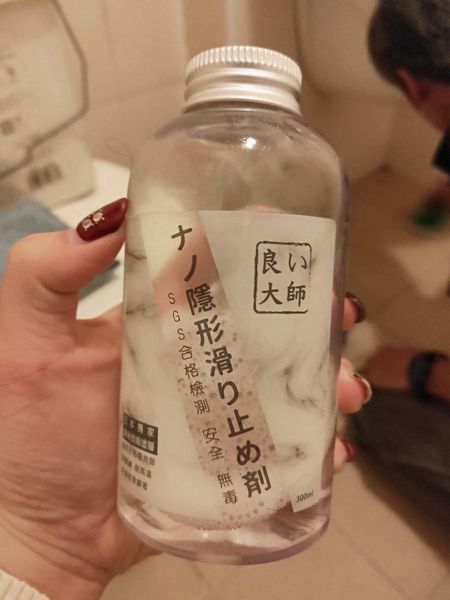 良い
大師
ナノ隱形滑り止め剤
SGS合格檢測 安全 無毒
300ml